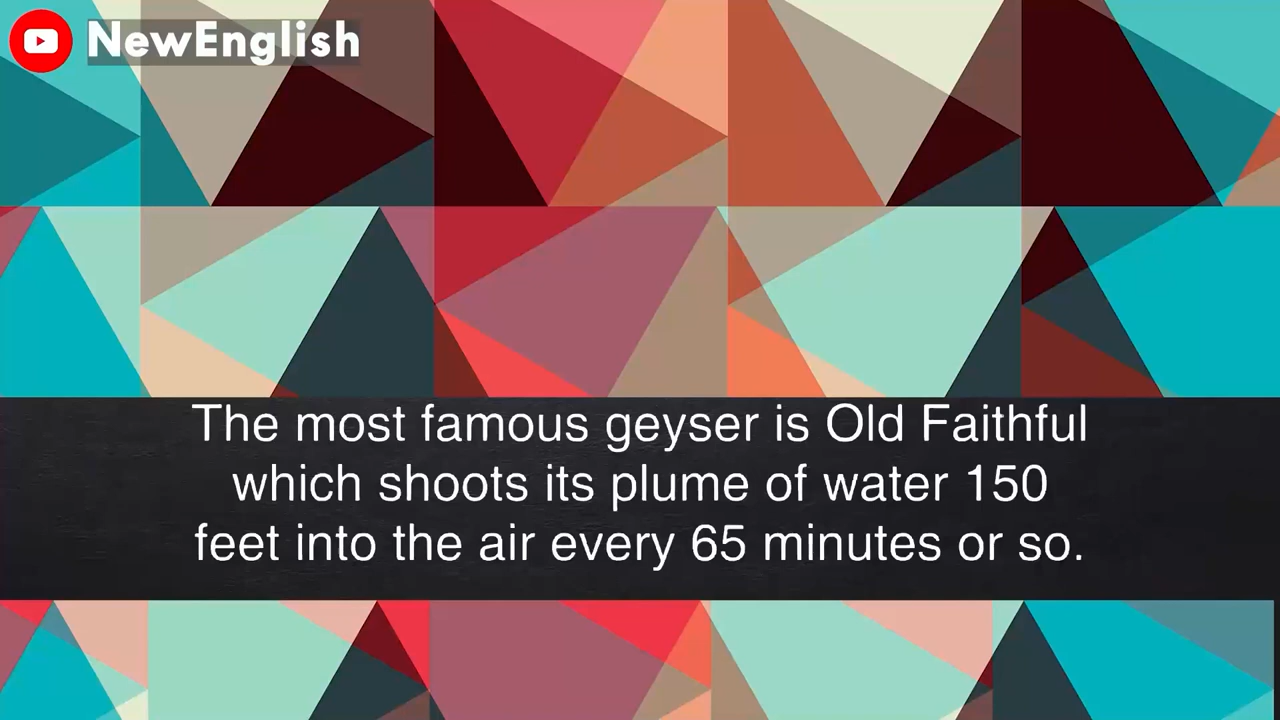 NewEnglish
The most famous geyser is Old Faithful
which shoots its plume of water 150
feet into the air every 65 minutes or so.